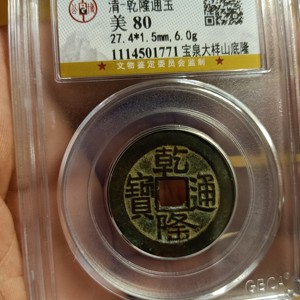 清-乾隆通宝
美 80
27.4*1.5mm,6.0g
1114501771 宝泉大样山底隆
★ 文物鉴定委员会监制 ★
乾隆通寶
GBCA